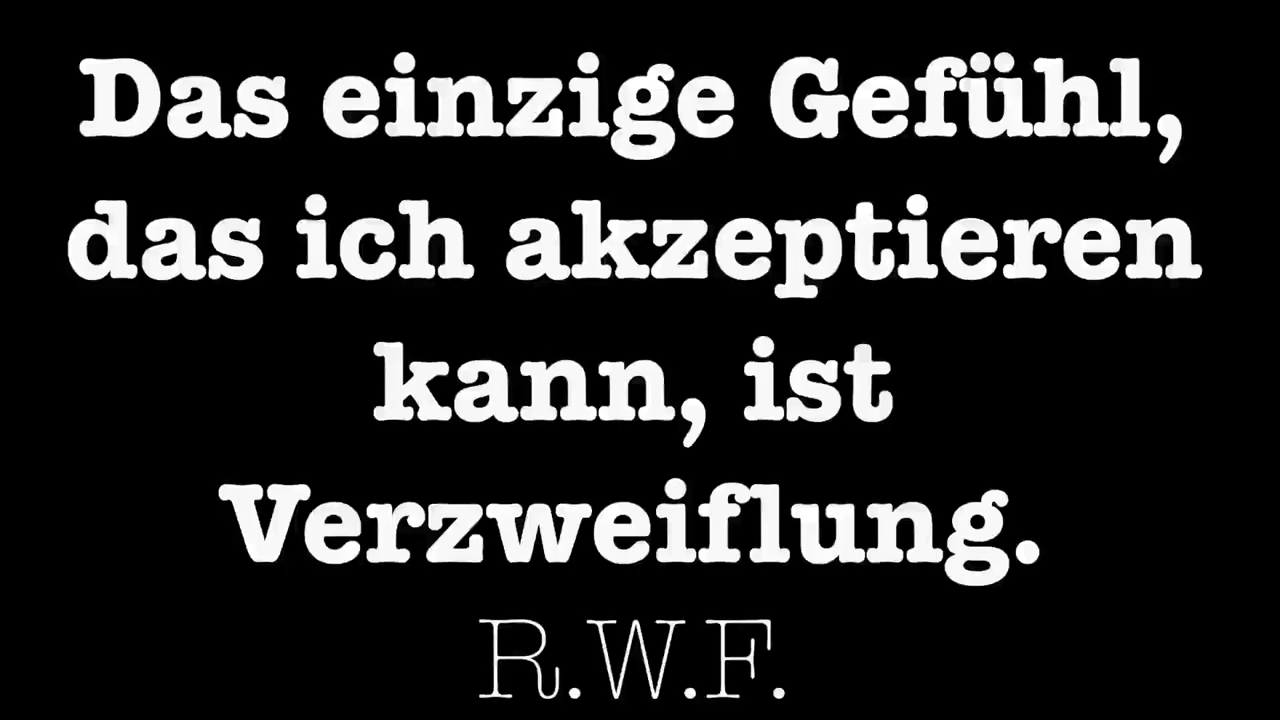 Das einzige Gefühl,
das ich akzeptieren
kann, ist
Verzweiflung.
R.W.F.